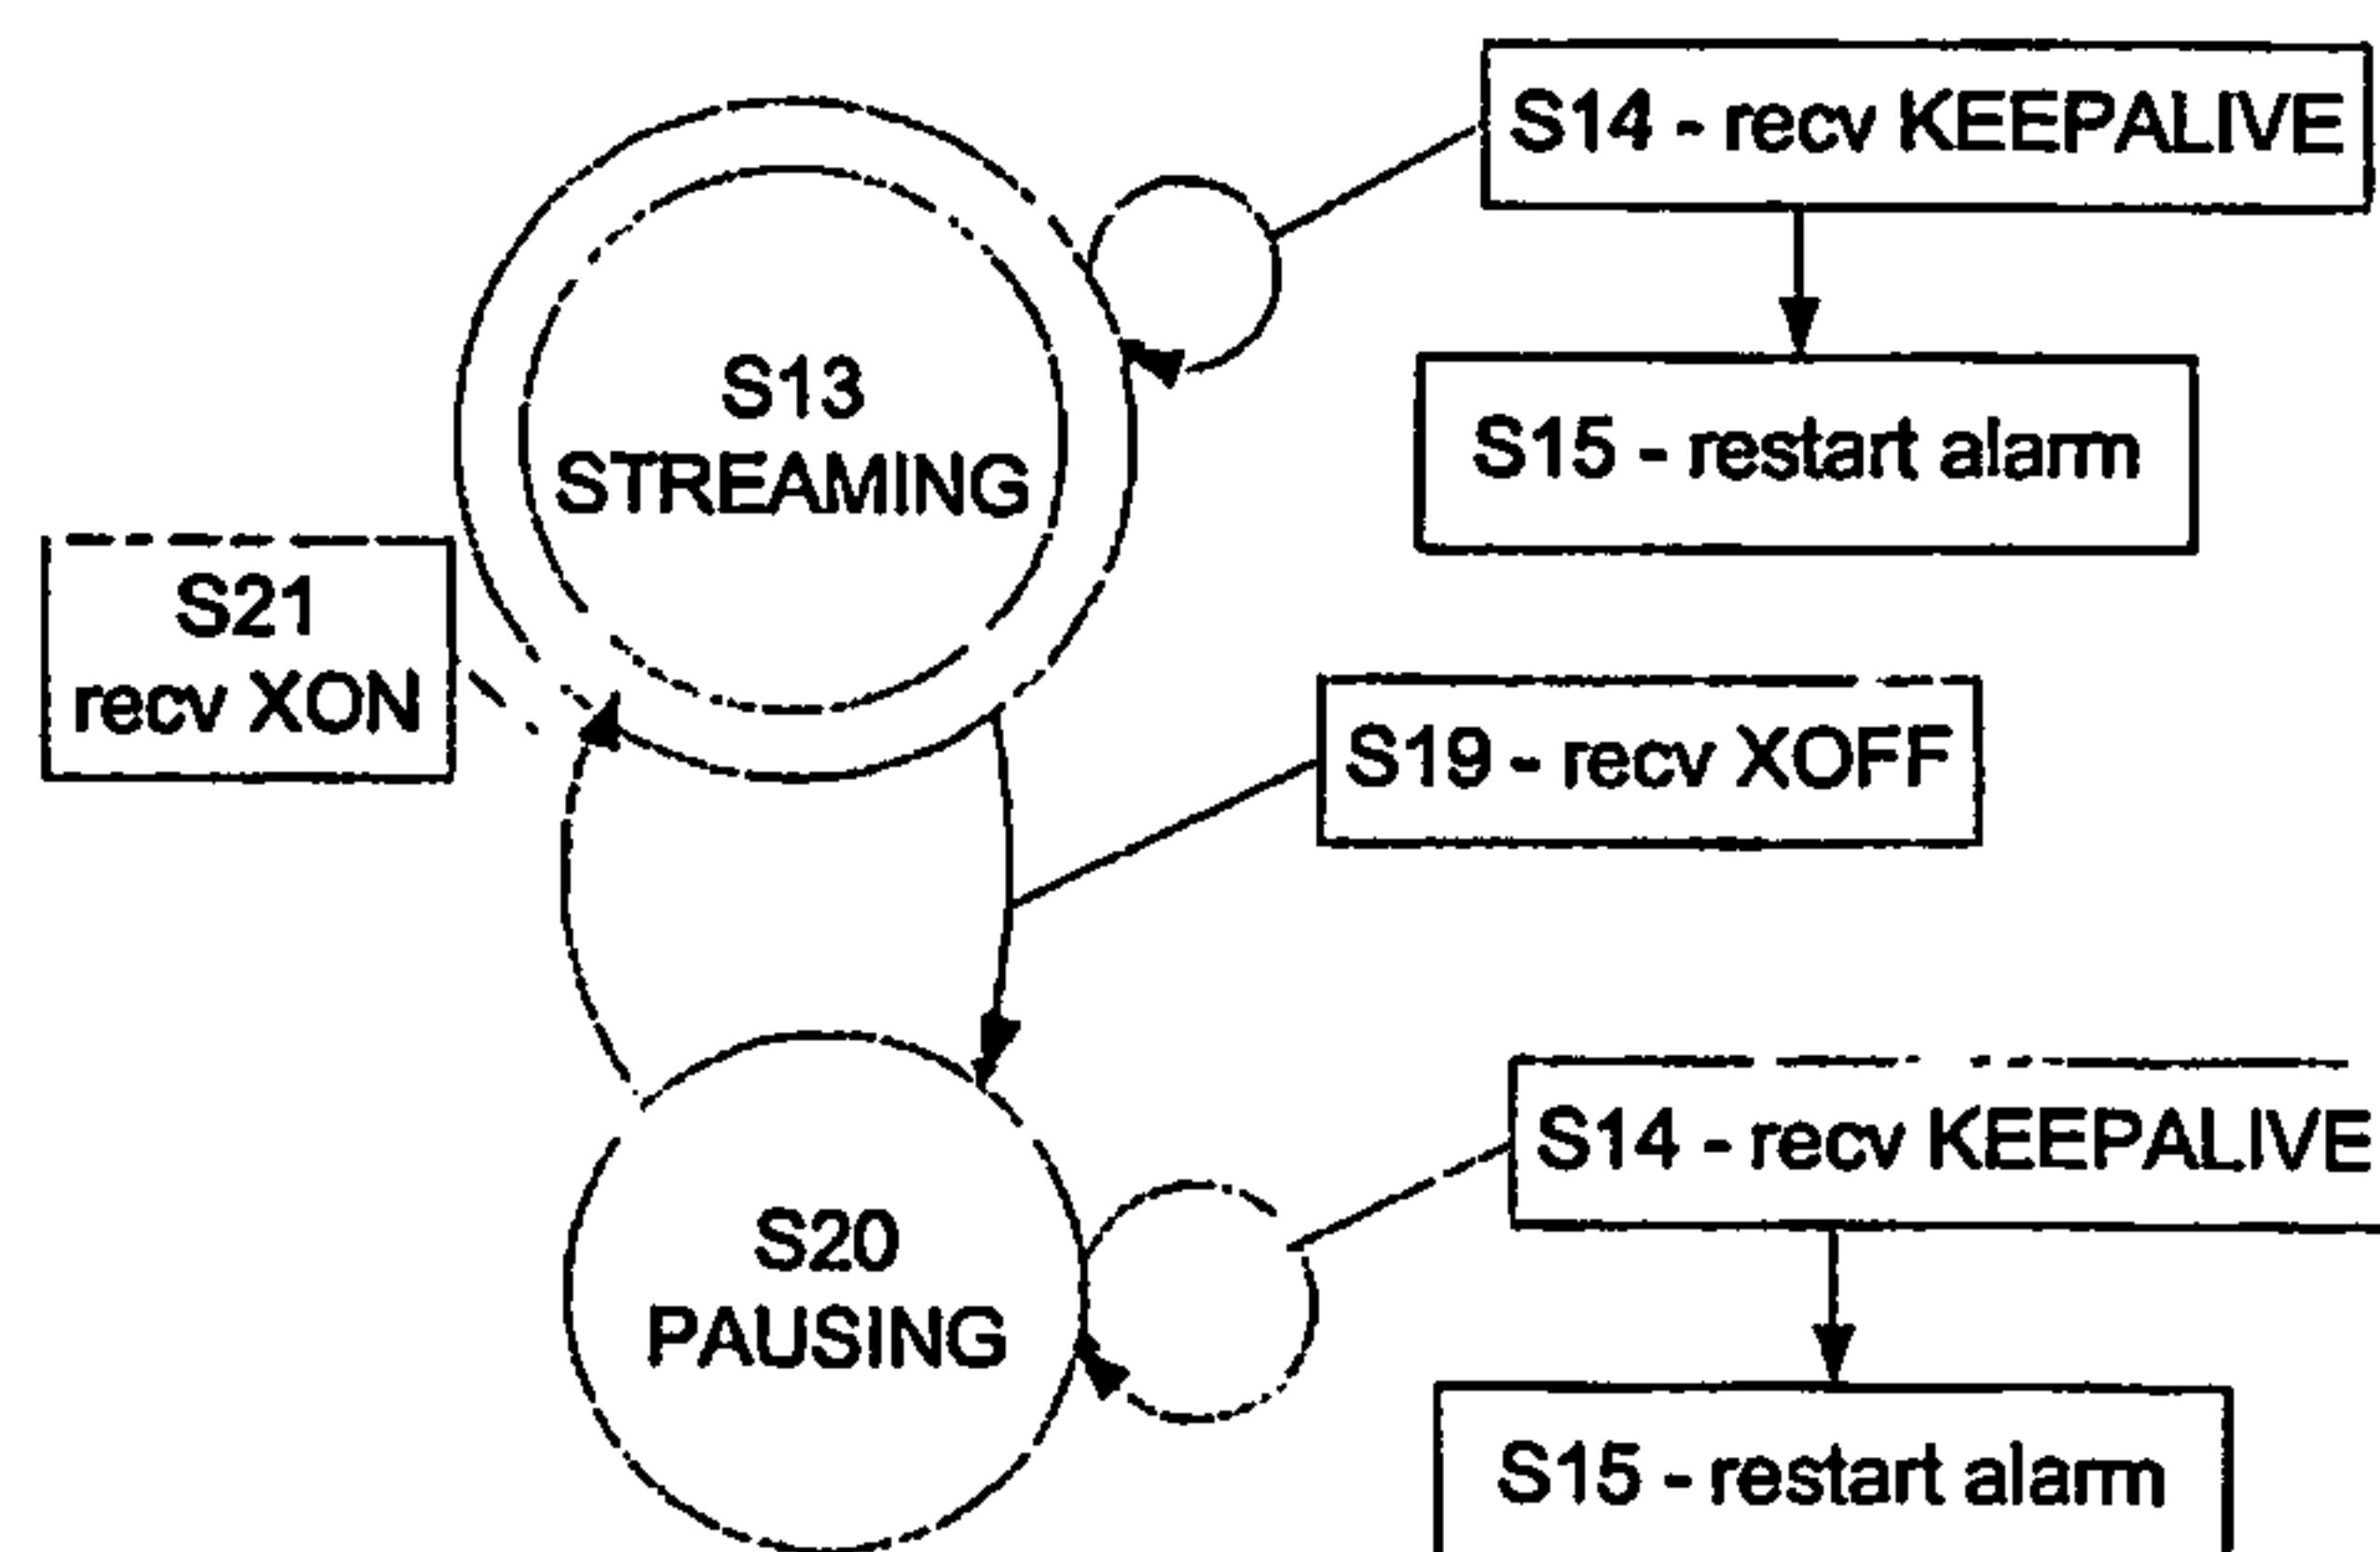 S14 - recv KEEPALIVE
S13
STREAMING
S15 - restart alarm
S21
recv XON
S19 - recv XOFF
S14 - recv KEEPALIVE
S20
PAUSING
S15 - restart alarm